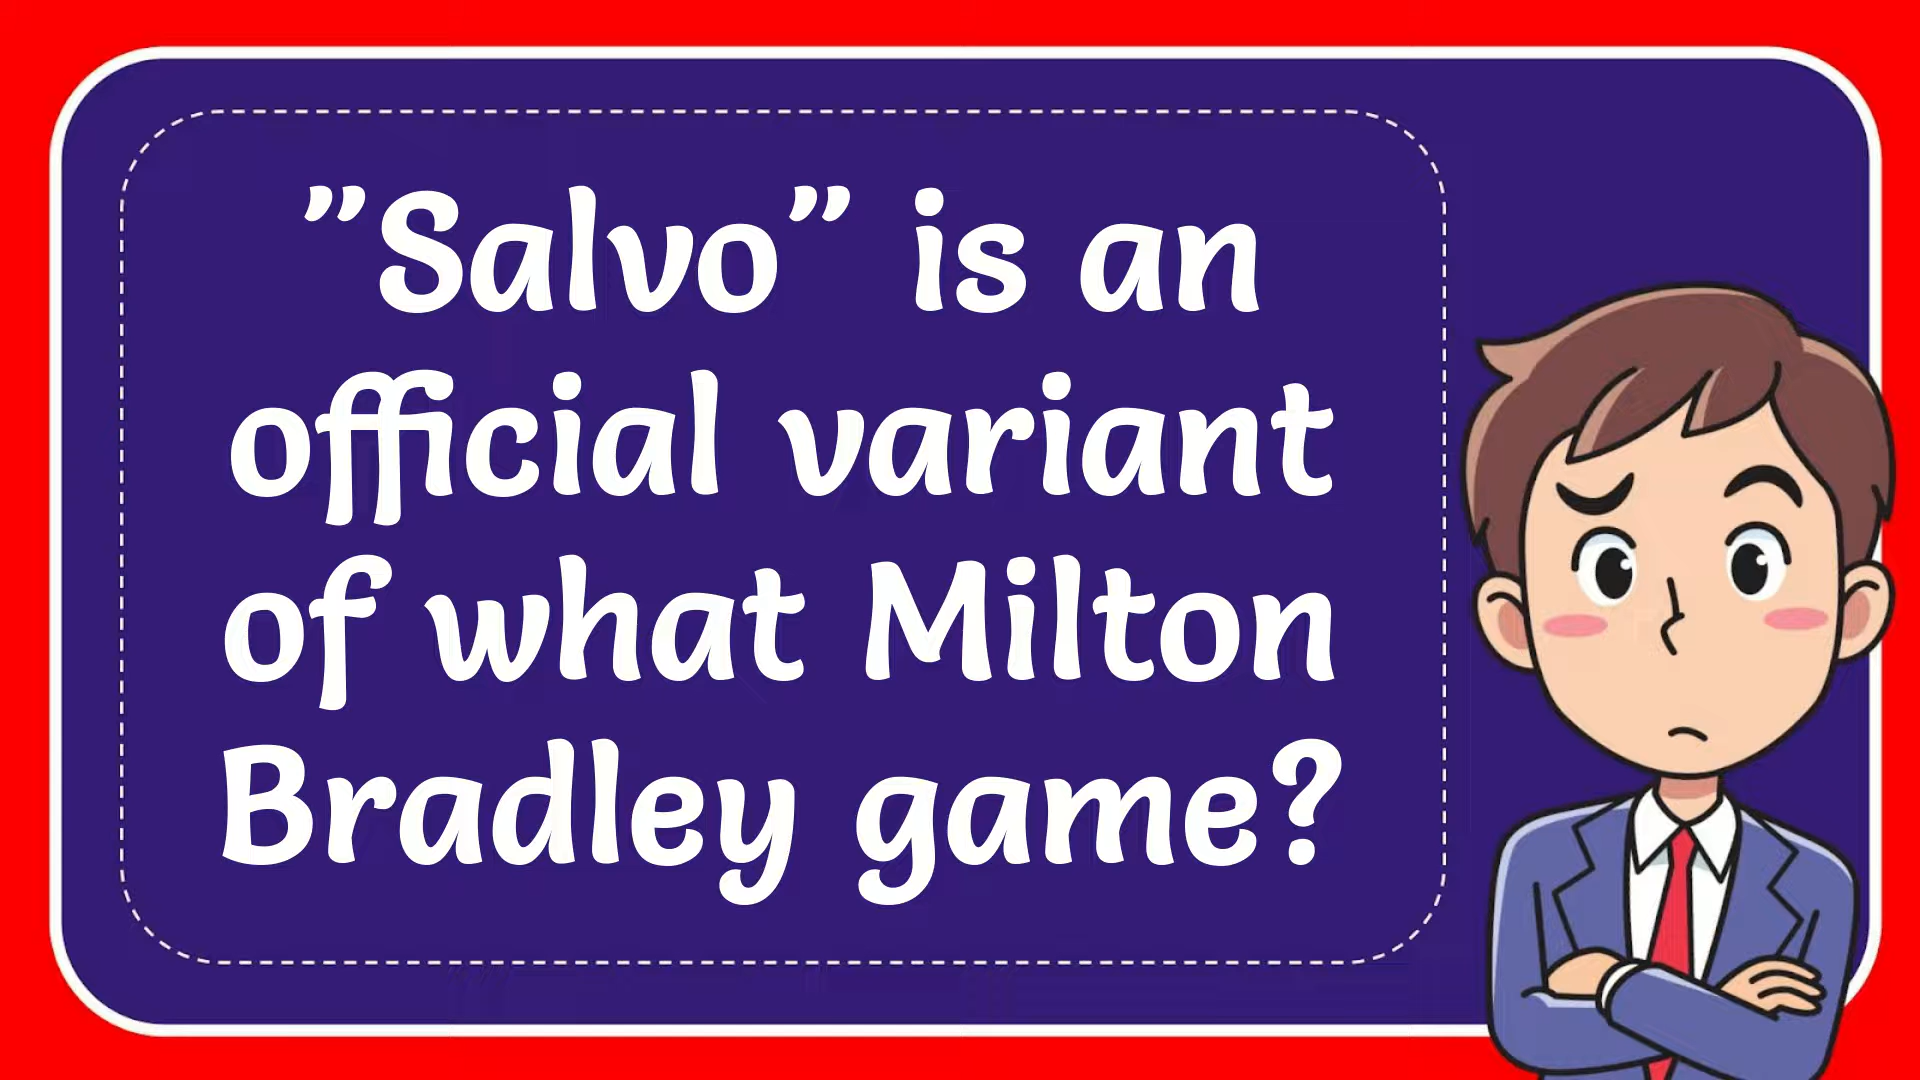 "Salvo" is an
official variant
of what Milton
Bradley game?